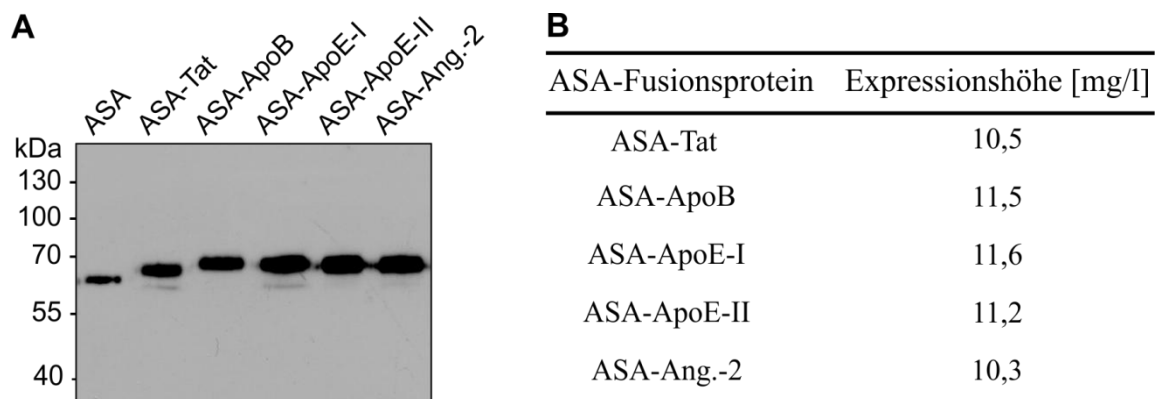 A
ASA
ASA-Tat
ASA-ApoB
ASA-ApoE-I
ASA-ApoE-II
ASA-Ang.-2
kDa
130
100
70
55
40
B
ASA-Fusionsprotein Expressionshöhe [mg/l]
ASA-Tat 10,5
ASA-ApoB 11,5
ASA-ApoE-I 11,6
ASA-ApoE-II 11,2
ASA-Ang.-2 10,3